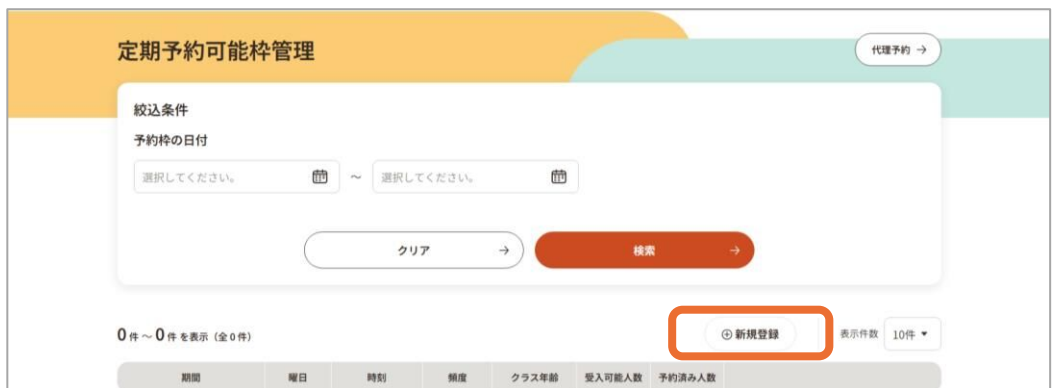 定期予約可能枠管理
代理予約
絞込条件
予約枠の日付
選択してください。 ～ 選択してください。
クリア 検索
0件～0件を表示（全0件） 新規登録 表示件数 10件
期間 曜日 時刻 頻度 クラス年齢 受入可能人数 予約済み人数